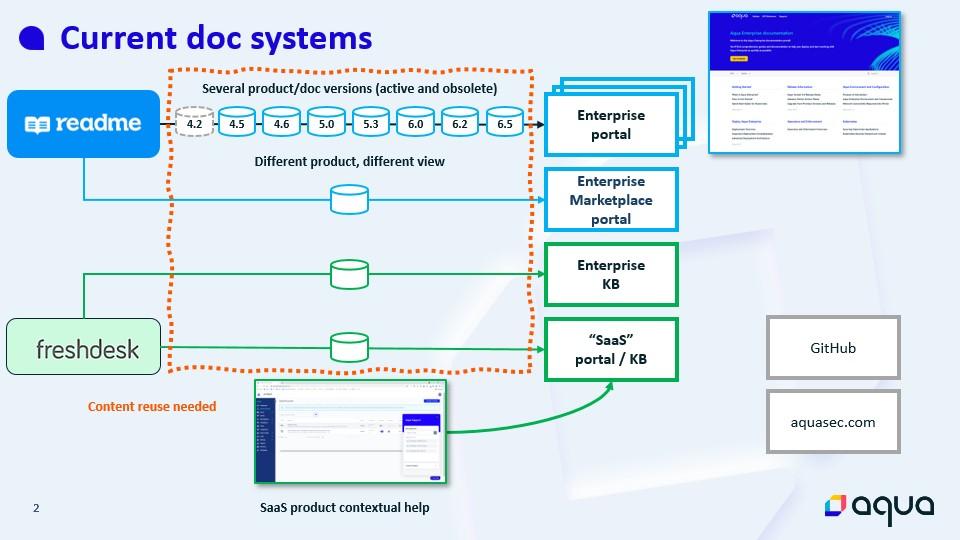 Current doc systems
aqua
Aqua Enterprise documentation
Several product/doc versions (active and obsolete)
readme
4.2 4.5 4.6 5.0 5.3 6.0 6.2 6.5
Enterprise
portal
Different product, different view
Enterprise
Marketplace
portal
Enterprise
KB
freshdesk
“SaaS”
portal / KB
GitHub
Content reuse needed
aquasec.com
SaaS product contextual help
2
aqua